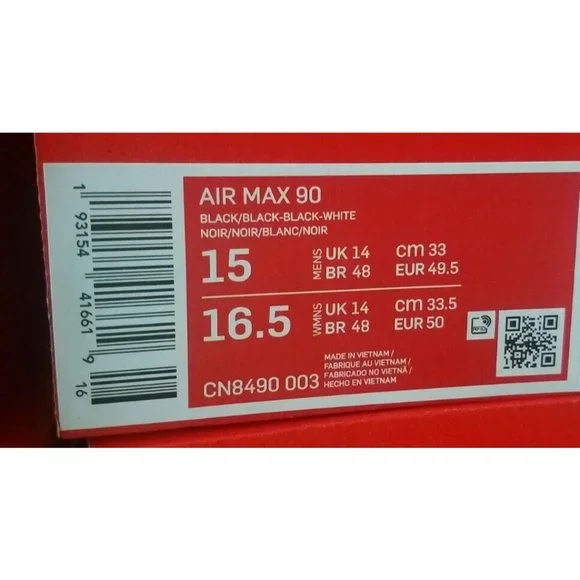 AIR MAX 90
BLACK/BLACK-BLACK-WHITE
NOIR/NOIR/BLANC/NOIR
15 MENS UK 14 CM 33
BR 48 EUR 49.5
16.5 WMNS UK 14 CM 33.5
BR 48 EUR 50
MADE IN VIETNAM /
FABRIQUE AU VIETNAM /
FABRICADO NO VIETNÃ /
HECHO EN VIETNAM
CN8490 003
1 93154 41661 9 16
RFID